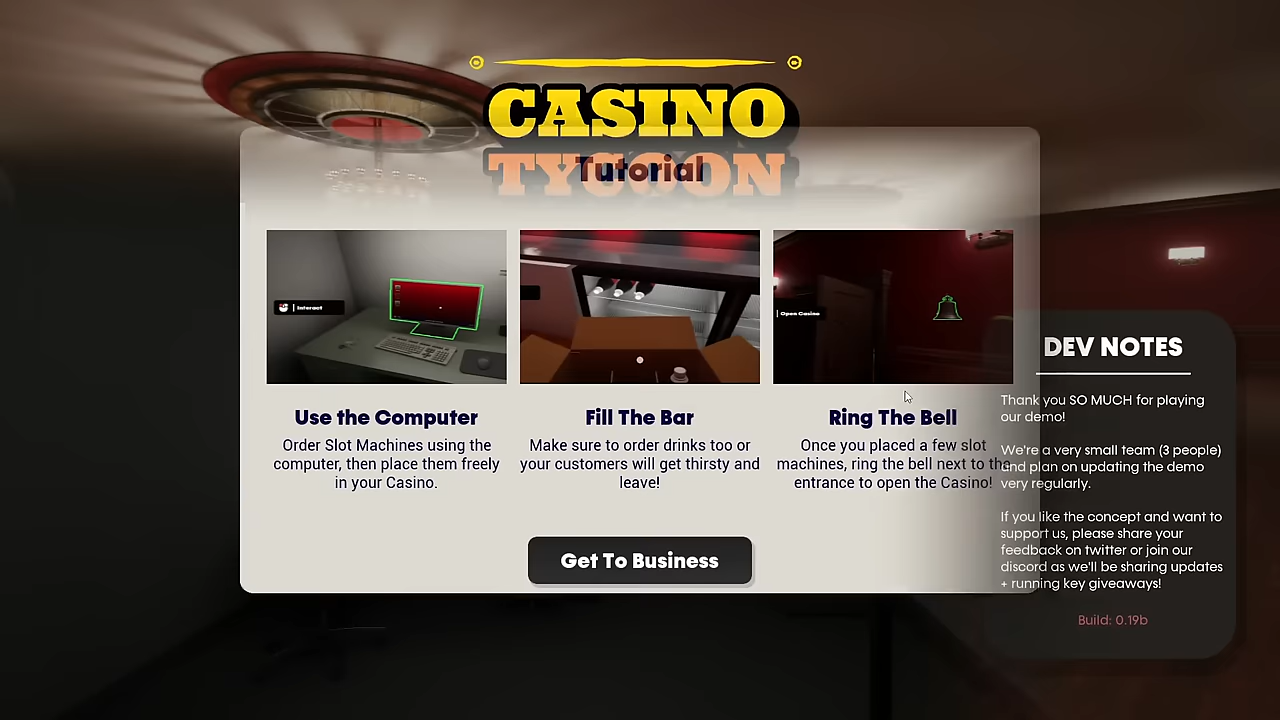 CASINO
TYCOON
Tutorial
Interact
Open Casino
Use the Computer
Order Slot Machines using the
computer, then place them freely
in your Casino.
Fill The Bar
Make sure to order drinks too or
your customers will get thirsty and
leave!
Ring The Bell
Once you placed a few slot
machines, ring the bell next to the
entrance to open the Casino!
Get To Business
DEV NOTES
Thank you SO MUCH for playing
our demo!
We're a very small team (3 people)
and plan on updating the demo
very regularly.
If you like the concept and want to
support us, please share your
feedback on twitter or join our
discord as we'll be sharing updates
+ running key giveaways!
Build: 0.19b